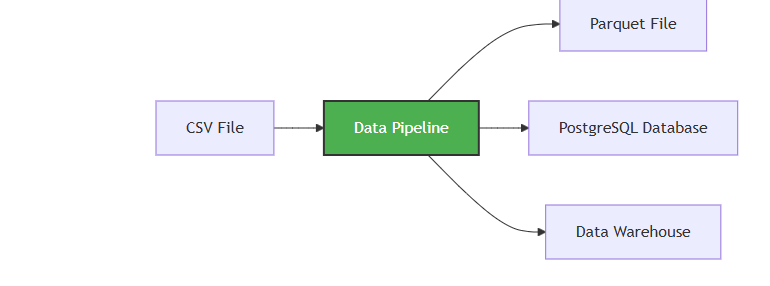 Parquet File
CSV File
Data Pipeline
PostgreSQL Database
Data Warehouse